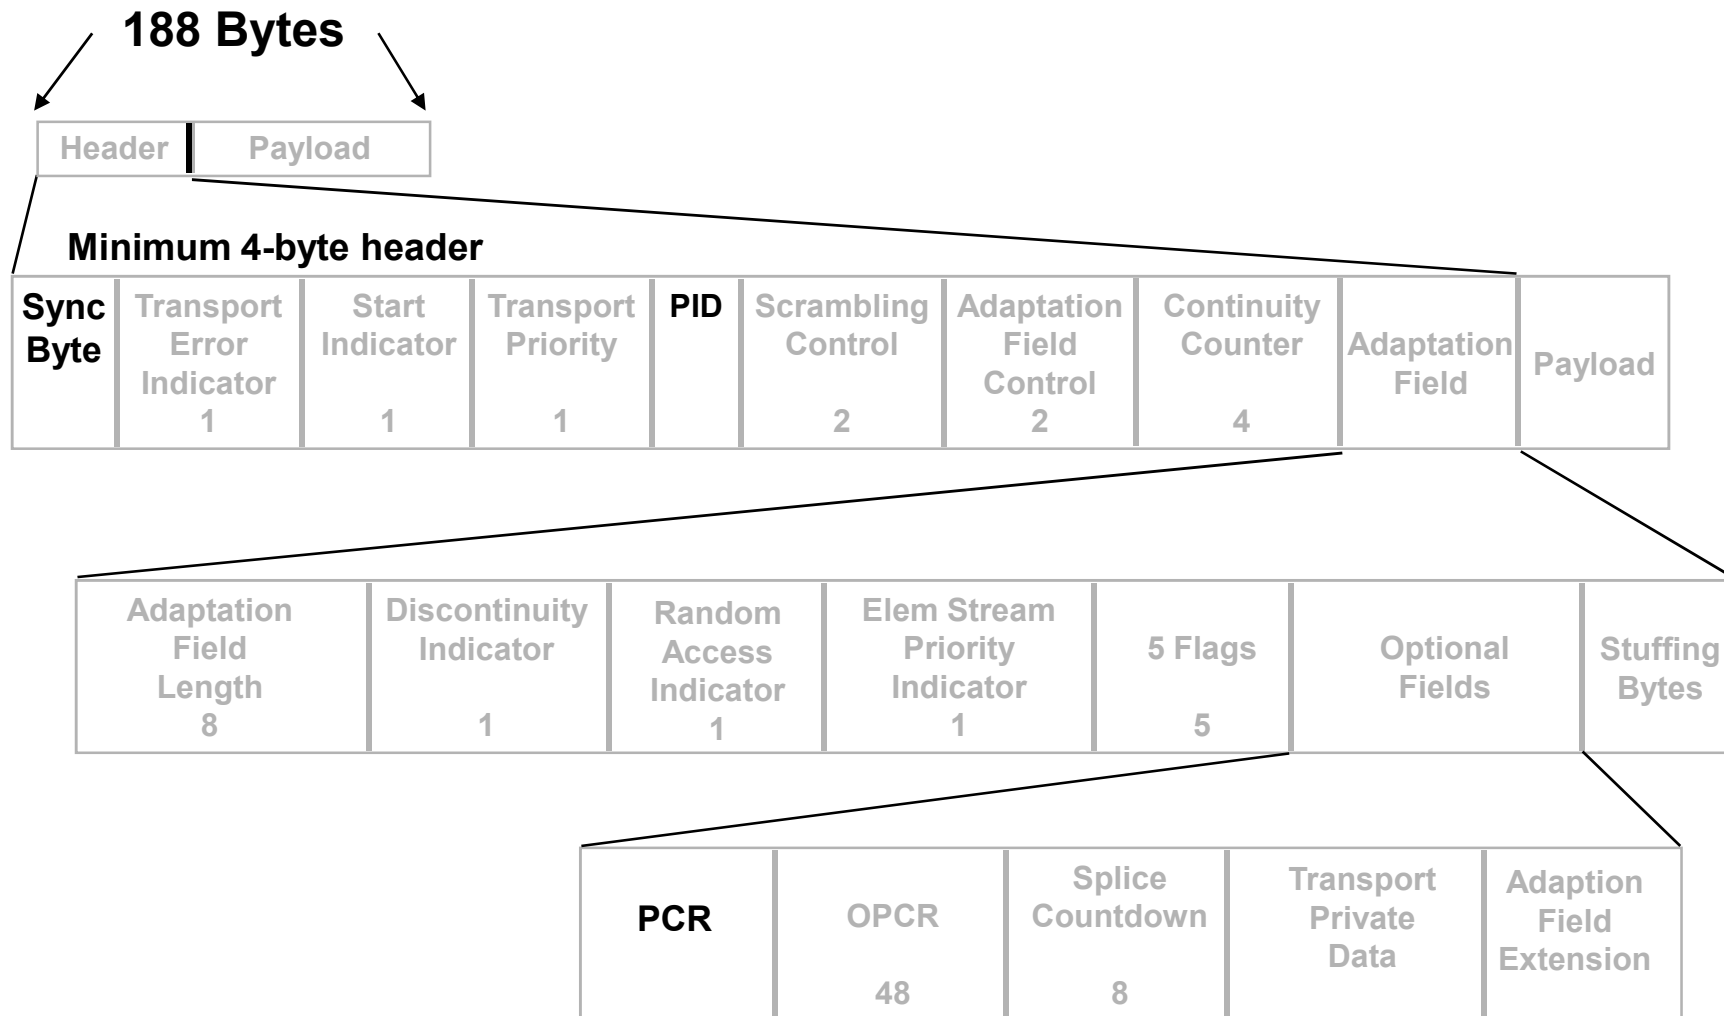 188 Bytes
Header
Payload
Minimum 4-byte header
Sync
Byte
Transport
Error
Indicator
1
Start
Indicator
1
Transport
Priority
1
PID
Scrambling
Control
2
Adaptation
Field
Control
2
Continuity
Counter
4
Adaptation
Field
Payload
Adaptation
Field
Length
8
Discontinuity
Indicator
1
Random
Access
Indicator
1
Elem Stream
Priority
Indicator
1
5 Flags
5
Optional
Fields
Stuffing
Bytes
PCR
OPCR
48
Splice
Countdown
8
Transport
Private
Data
Adaption
Field
Extension